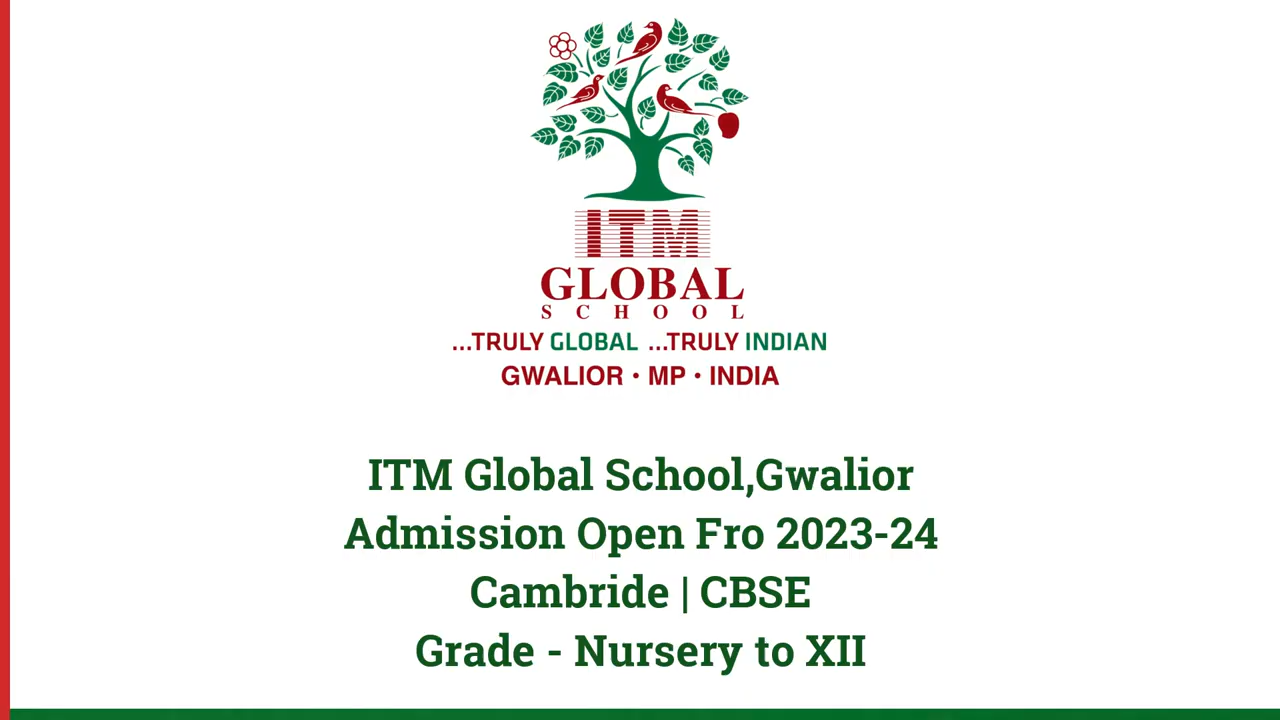 ITM
GLOBAL
SCHOOL
...TRULY GLOBAL ...TRULY INDIAN
GWALIOR • MP • INDIA
ITM Global School,Gwalior
Admission Open Fro 2023-24
Cambride | CBSE
Grade - Nursery to XII